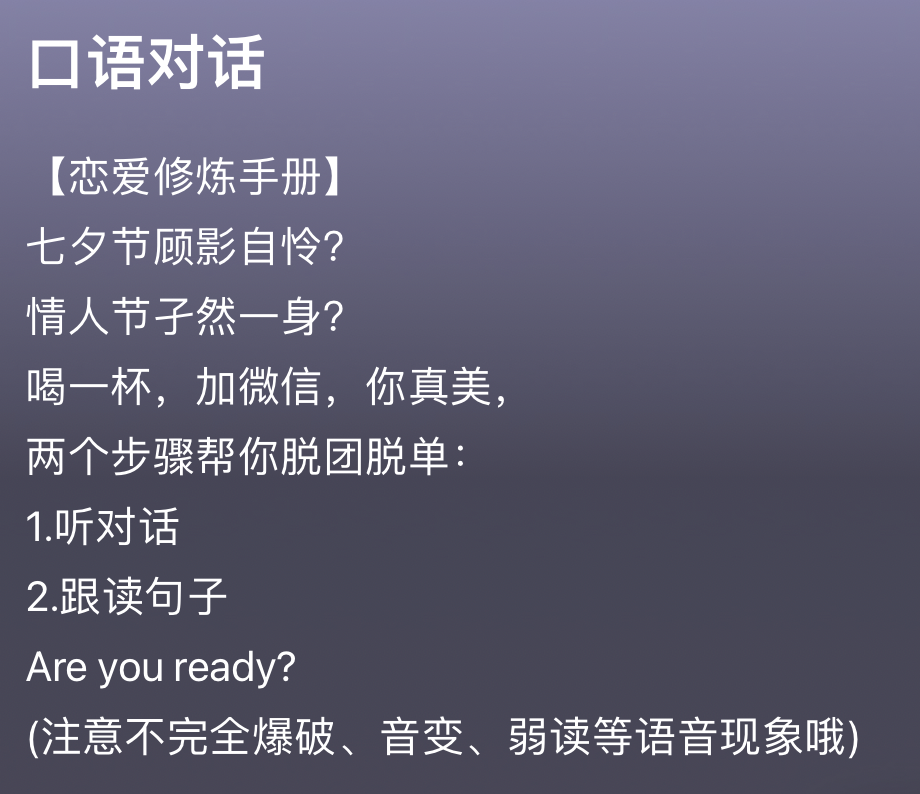 口语对话
【恋爱修炼手册】
七夕节顾影自怜？
情人节孑然一身？
喝一杯，加微信，你真美，
两个步骤帮你脱团脱单：
1.听对话
2.跟读句子
Are you ready?
(注意不完全爆破、音变、弱读等语音现象哦)